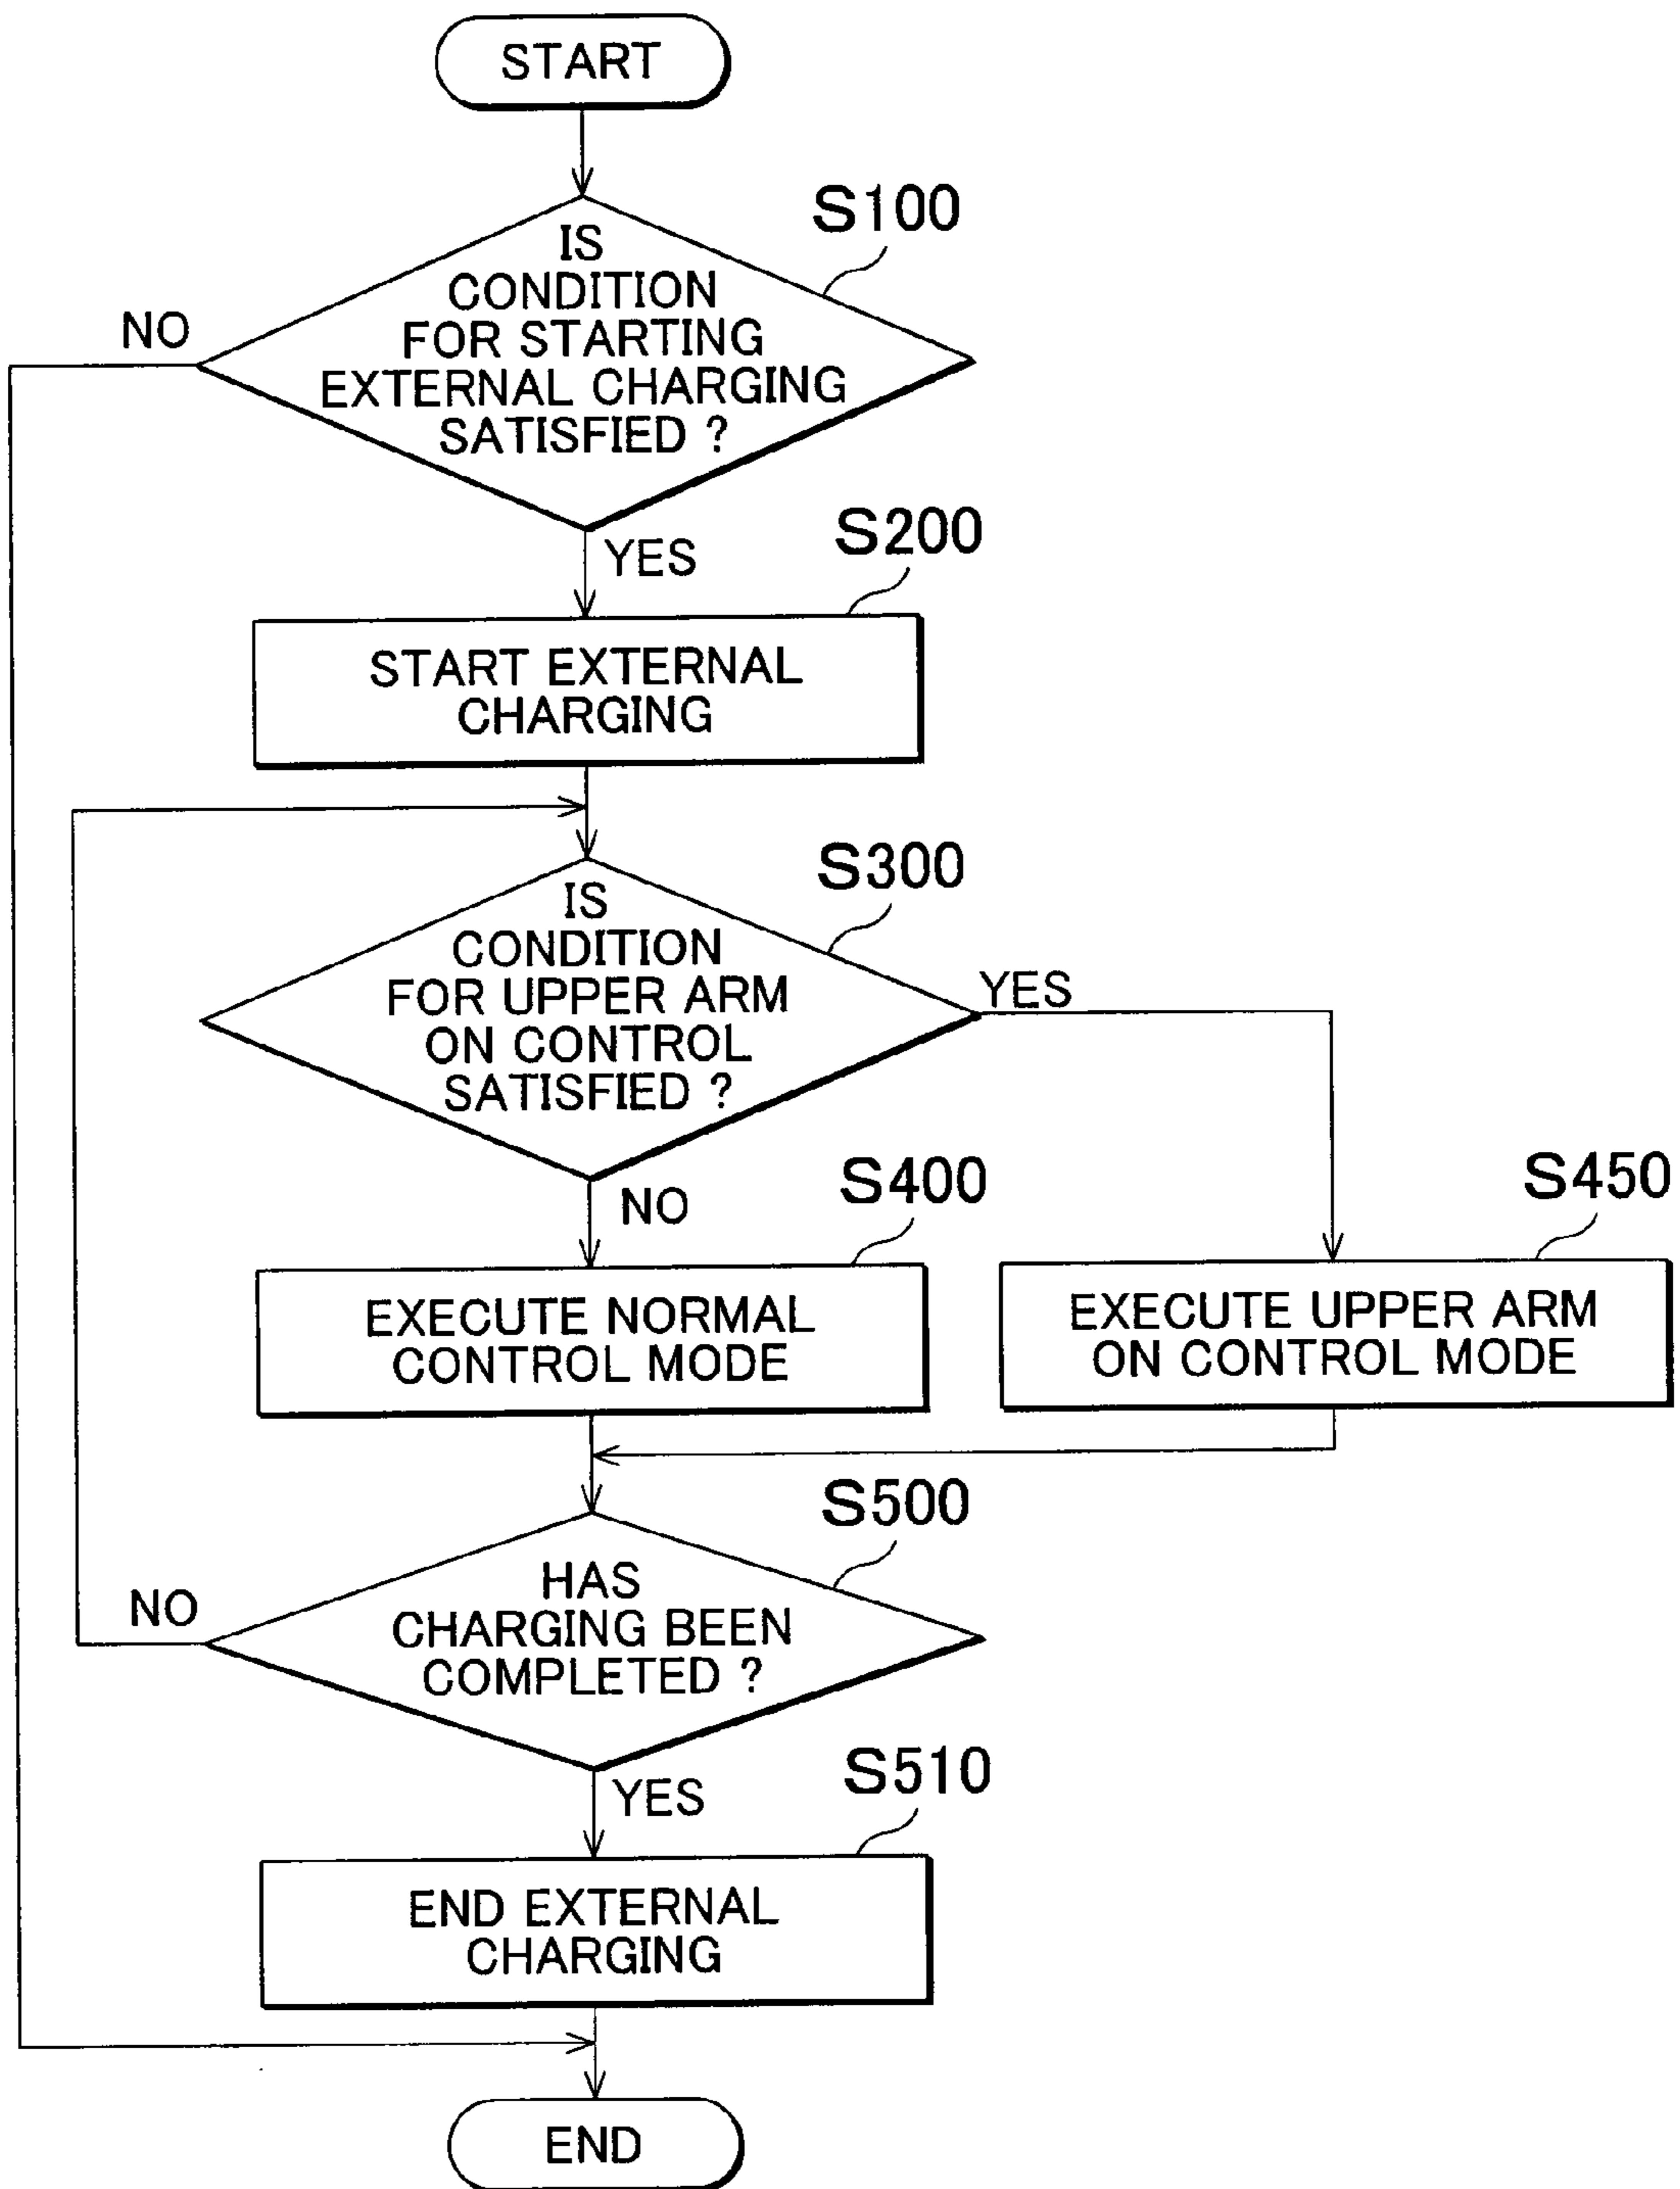 START
S100
IS
CONDITION
FOR STARTING
EXTERNAL CHARGING
SATISFIED ?
NO
YES
S200
START EXTERNAL
CHARGING
S300
IS
CONDITION
FOR UPPER ARM
ON CONTROL
SATISFIED ?
YES
NO
S400
EXECUTE NORMAL
CONTROL MODE
S450
EXECUTE UPPER ARM
ON CONTROL MODE
S500
HAS
CHARGING BEEN
COMPLETED ?
NO
YES
S510
END EXTERNAL
CHARGING
END